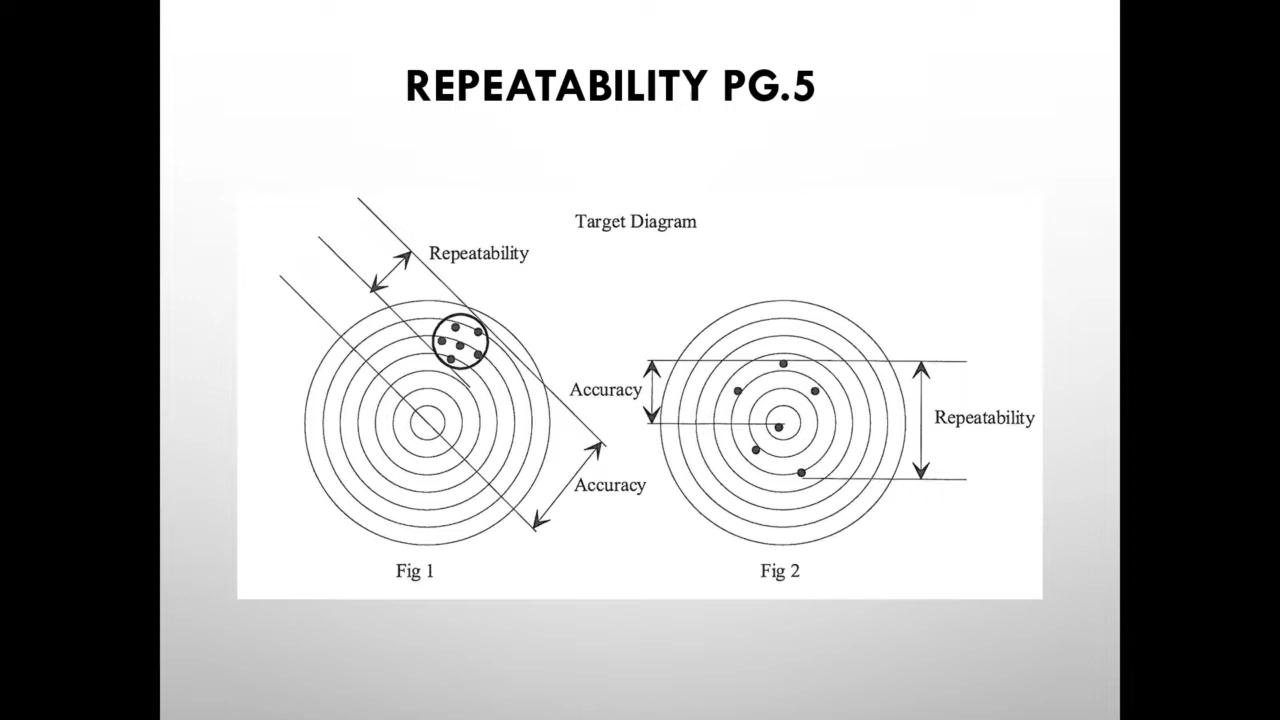 REPEATABILITY PG.5
Target Diagram
Repeatability
Accuracy
Fig 1
Accuracy
Repeatability
Fig 2